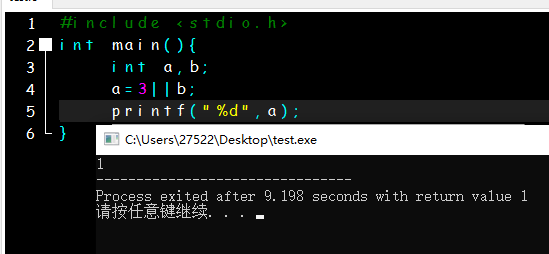 1 #include <stdio.h>
2 int main(){
3 int a,b;
4 a=3||b;
5 printf("%d",a);
6 }
C:\Users\27522\Desktop\test.exe
1
--------------------------------
Process exited after 9.198 seconds with return value 1
请按任意键继续. . .